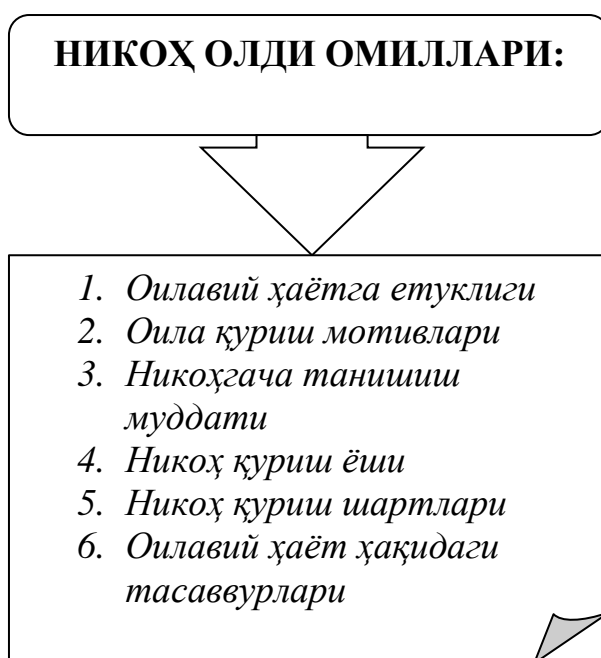 НИКОҲ ОЛДИ ОМИЛЛАРИ:
1. Оилавий ҳаётга етуклиги
2. Оила қуриш мотивлари
3. Никоҳгача танишиш
муддати
4. Никоҳ қуриш ёши
5. Никоҳ қуриш шартлари
6. Оилавий ҳаёт ҳақидаги
тасаввурлари